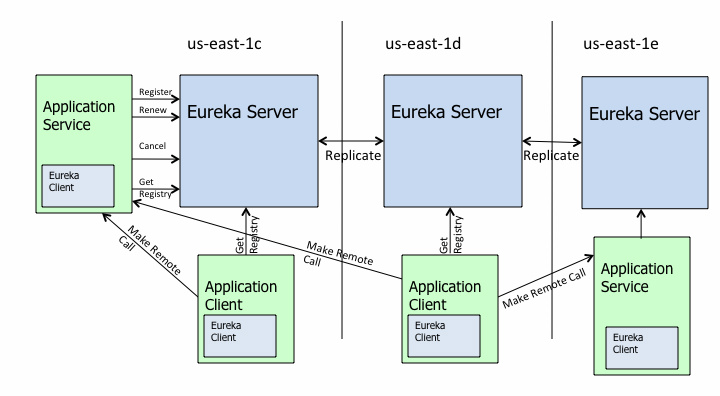 us-east-1c
us-east-1d
us-east-1e
Application
Service
Eureka
Client
Register
Renew
Cancel
Get
Registry
Eureka Server
Replicate
Eureka Server
Replicate
Eureka Server
Make Remote
Call
Get
Registry
Make Remote
Call
Get
Registry
Make Remote Call
Application
Client
Eureka
Client
Application
Client
Eureka
Client
Application
Service
Eureka
Client